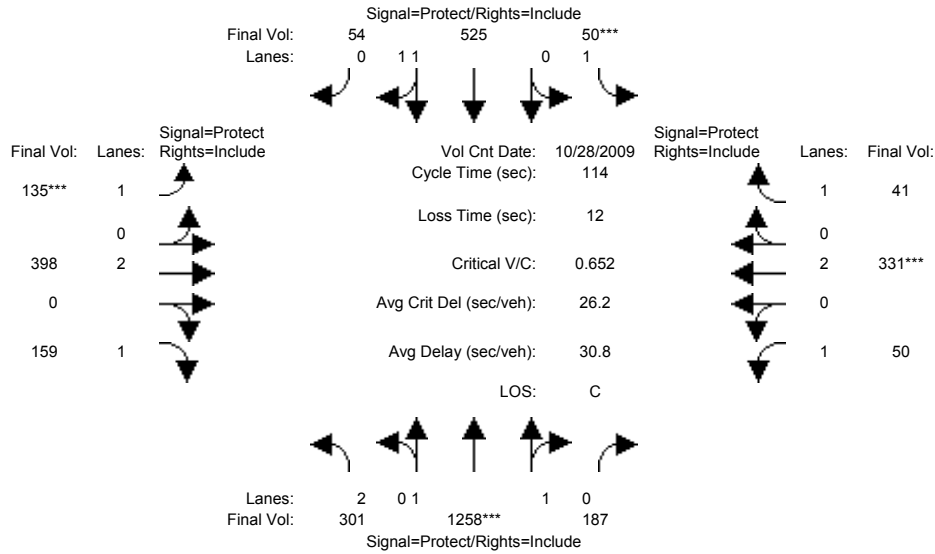 Signal=Protect/Rights=Include
Final Vol: 54 525 50***
Lanes: 0 1 1 0 1
Signal=Protect
Final Vol: Lanes: Rights=Include
Vol Cnt Date: 10/28/2009
Signal=Protect
Rights=Include Lanes: Final Vol:
Cycle Time (sec): 114
135*** 1
1 41
Loss Time (sec): 12
0
0
398 2
Critical V/C: 0.652
2 331***
0
Avg Crit Del (sec/veh): 26.2
0
159 1
Avg Delay (sec/veh): 30.8
1 50
LOS: C
Lanes: 2 0 1 1 0
Final Vol: 301 1258*** 187
Signal=Protect/Rights=Include